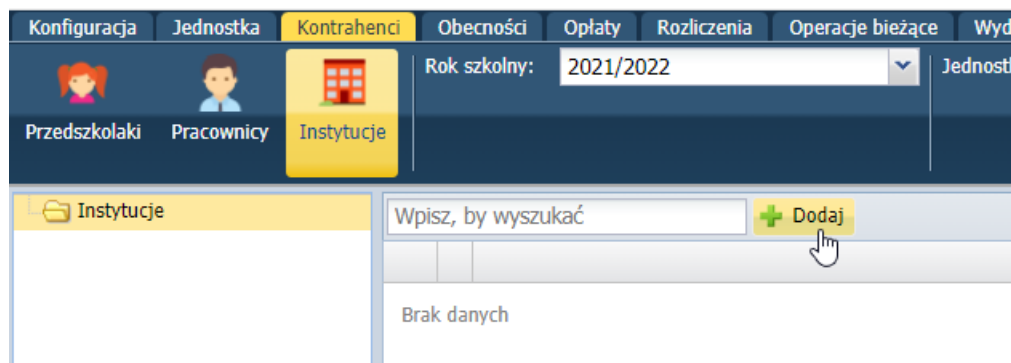 Konfiguracja Jednostka Kontrahenci Obecności Opłaty Rozliczenia Operacje bieżące
Rok szkolny: 2021/2022
Przedszkolaki Pracownicy Instytucje
Instytucje
Wpisz, by wyszukać Dodaj
Brak danych